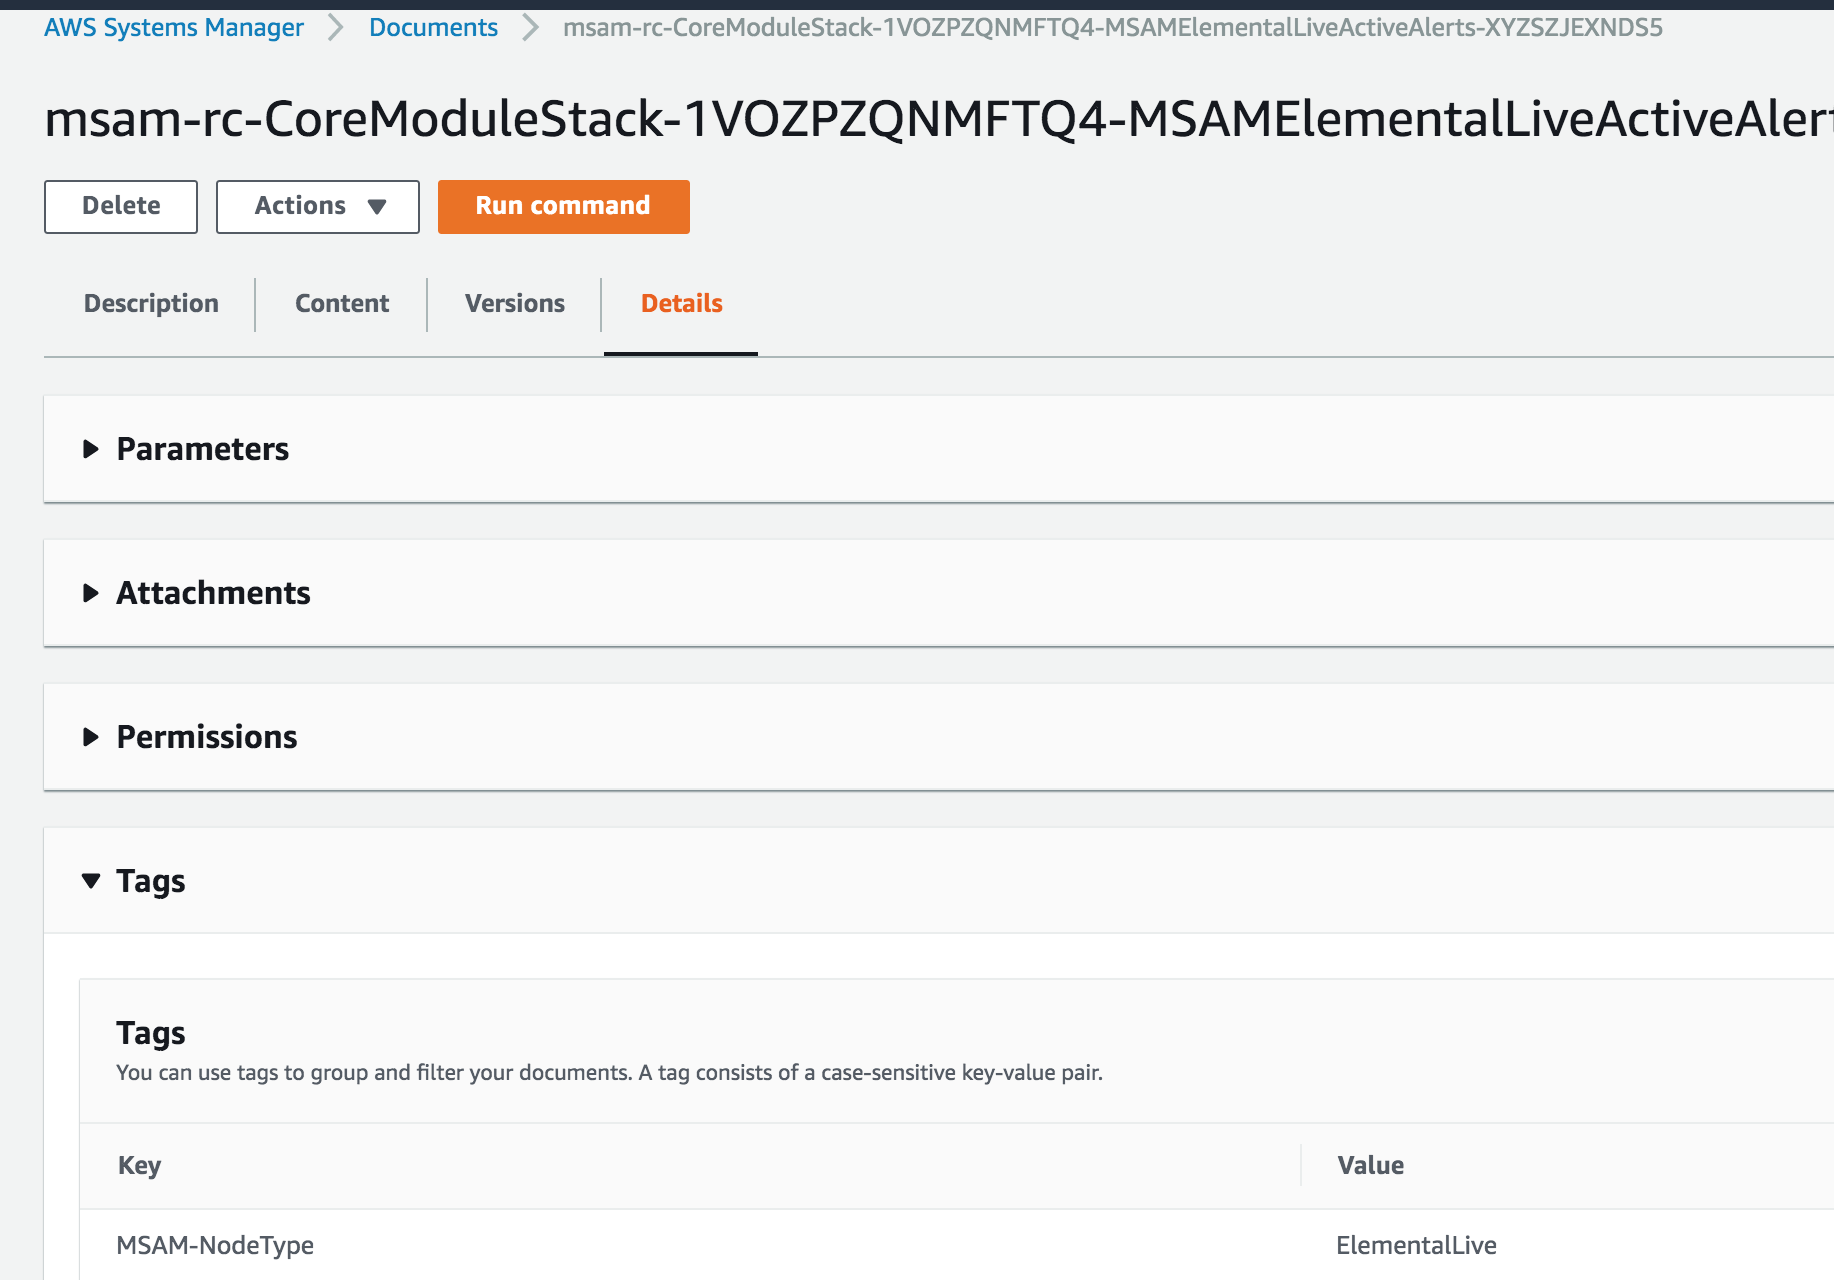 AWS Systems Manager > Documents > msam-rc-CoreModuleStack-1VOZPZQNMFTQ4-MSAMElementalLiveActiveAlerts-XYZSZJEXNDS5
msam-rc-CoreModuleStack-1VOZPZQNMFTQ4-MSAMElementalLiveActiveAlert
Delete Actions Run command
Description Content Versions Details
Parameters
Attachments
Permissions
Tags
Tags
You can use tags to group and filter your documents. A tag consists of a case-sensitive key-value pair.
Key Value
MSAM-NodeType ElementalLive